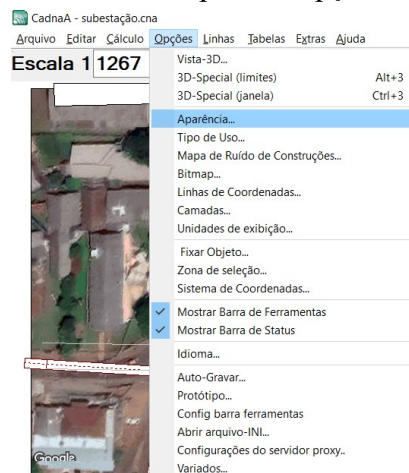 CadnaA - subestação.cna
Arquivo Editar Cálculo Opções Linhas Tabelas Extras Ajuda
Escala 1 1267
Vista-3D...
3D-Special (limites) Alt+3
3D-Special (janela) Ctrl+3
Aparência...
Tipo de Uso...
Mapa de Ruído de Construções...
Bitmap...
Linhas de Coordenadas...
Camadas...
Unidades de exibição...
Fixar Objeto...
Zona de seleção...
Sistema de Coordenadas...
Mostrar Barra de Ferramentas
Mostrar Barra de Status
Idioma...
Auto-Gravar...
Protótipo...
Config barra ferramentas
Abrir arquivo-INI...
Configurações do servidor proxy..
Variados...
Google